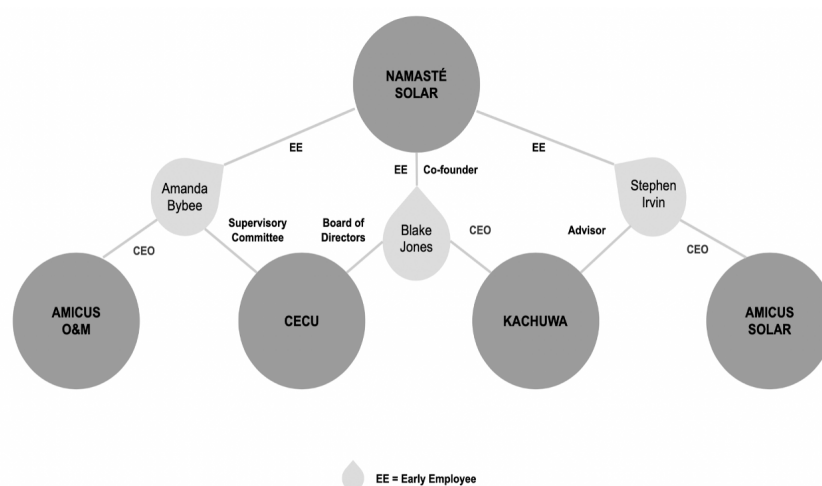 NAMASTÉ
SOLAR
EE
EE
Co-founder
EE
Amanda
Bybee
Blake
Jones
Stephen
Irvin
CEO
Supervisory
Committee
Board of
Directors
CEO
Advisor
CEO
AMICUS
O&M
CECU
KACHUWA
AMICUS
SOLAR
EE = Early Employee